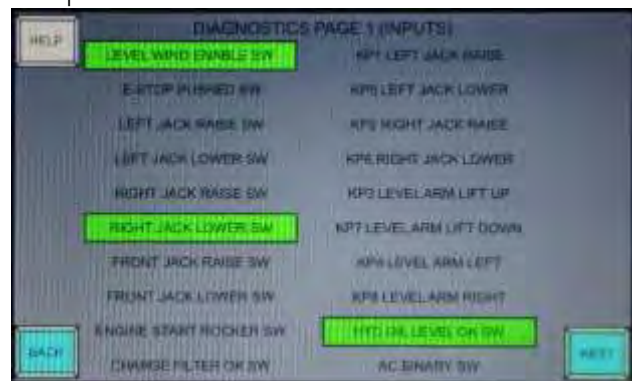 DIAGNOSTICS PAGE 1 (INPUTS)
HELP
LEVEL WIND ENABLE SW
E-STOP PUSHED SW
LEFT JACK RAISE SW
LEFT JACK LOWER SW
RIGHT JACK RAISE SW
RIGHT JACK LOWER SW
FRONT JACK RAISE SW
FRONT JACK LOWER SW
ENGINE START ROCKER SW
CHARGE FILTER OK SW
KP1 LEFT JACK RAISE
KP5 LEFT JACK LOWER
KP2 RIGHT JACK RAISE
KP6 RIGHT JACK LOWER
KP3 LEVEL ARM LIFT UP
KP7 LEVEL ARM LIFT DOWN
KP4 LEVEL ARM LEFT
KP8 LEVEL ARM RIGHT
HYD OIL LEVEL OK SW
AC BINARY SW
BACK
NEXT